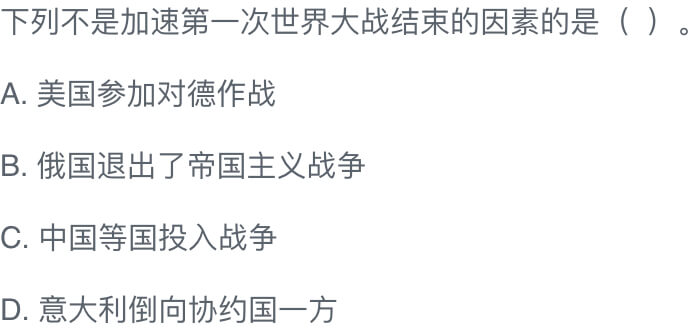 下列不是加速第一次世界大战结束的因素的是（ ）。
A. 美国参加对德作战
B. 俄国退出了帝国主义战争
C. 中国等国投入战争
D. 意大利倒向协约国一方